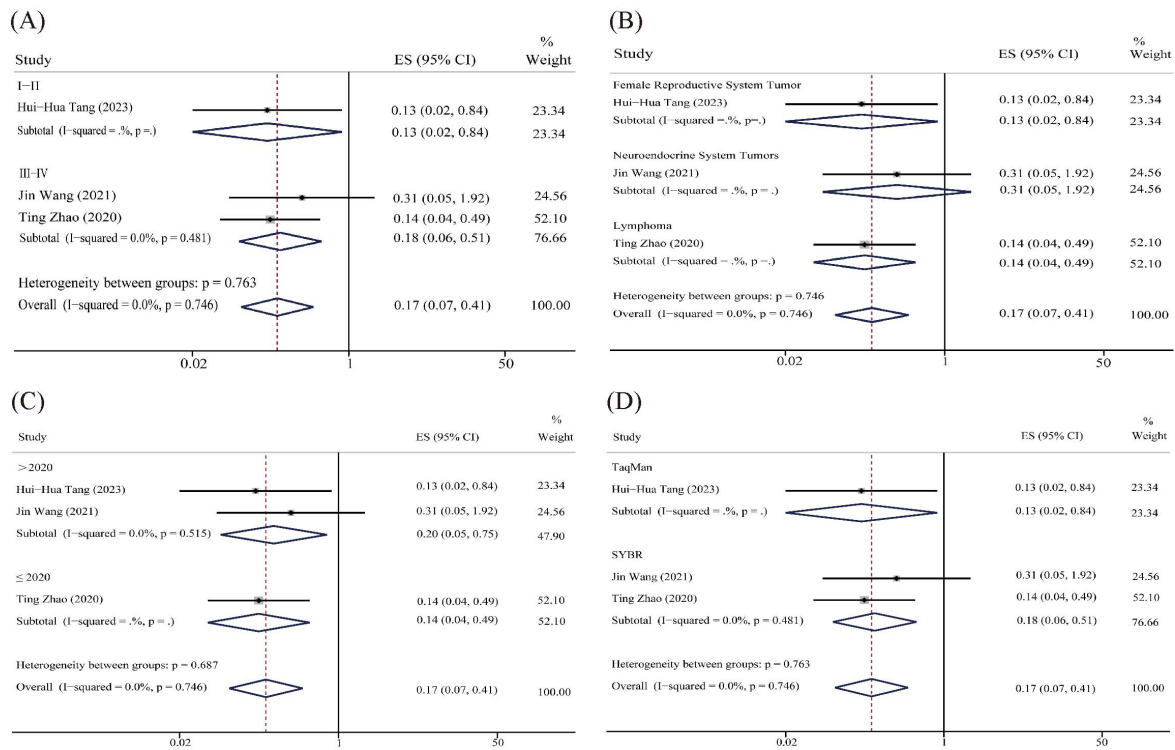 (A)
%
Study ES (95% CI) Weight
I-II
Hui-Hua Tang (2023) 0.13 (0.02, 0.84) 23.34
Subtotal (I-squared = .%, p =.) 0.13 (0.02, 0.84) 23.34
III-IV
Jin Wang (2021) 0.31 (0.05, 1.92) 24.56
Ting Zhao (2020) 0.14 (0.04, 0.49) 52.10
Subtotal (I-squared = 0.0%, p = 0.481) 0.18 (0.06, 0.51) 76.66
Heterogeneity between groups: p = 0.763
Overall (I-squared = 0.0%, p = 0.746) 0.17 (0.07, 0.41) 100.00
0.02 1 50
(B)
%
Study ES (95% CI) Weight
Female Reproductive System Tumor
Hui-Hua Tang (2023) 0.13 (0.02, 0.84) 23.34
Subtotal (I-squared =.%, p=.) 0.13 (0.02, 0.84) 23.34
Neuroendocrine System Tumors
Jin Wang (2021) 0.31 (0.05, 1.92) 24.56
Subtotal (I-squared = .%, p = .) 0.31 (0.05, 1.92) 24.56
Lymphoma
Ting Zhao (2020) 0.14 (0.04, 0.49) 52.10
Subtotal (I-squared = .%, p =.) 0.14 (0.04, 0.49) 52.10
Heterogeneity between groups: p = 0.746
Overall (I-squared = 0.0%, p = 0.746) 0.17 (0.07, 0.41) 100.00
0.02 1 50
(C)
%
Study ES (95% CI) Weight
>2020
Hui-Hua Tang (2023) 0.13 (0.02, 0.84) 23.34
Jin Wang (2021) 0.31 (0.05, 1.92) 24.56
Subtotal (I-squared = 0.0%, p = 0.515) 0.20 (0.05, 0.75) 47.90
≤2020
Ting Zhao (2020) 0.14 (0.04, 0.49) 52.10
Subtotal (I-squared = .%, p = .) 0.14 (0.04, 0.49) 52.10
Heterogeneity between groups: p = 0.687
Overall (I-squared = 0.0%, p = 0.746) 0.17 (0.07, 0.41) 100.00
0.02 1 50
(D)
%
Study ES (95% CI) Weight
TaqMan
Hui-Hua Tang (2023) 0.13 (0.02, 0.84) 23.34
Subtotal (I-squared = .%, p = .) 0.13 (0.02, 0.84) 23.34
SYBR
Jin Wang (2021) 0.31 (0.05, 1.92) 24.56
Ting Zhao (2020) 0.14 (0.04, 0.49) 52.10
Subtotal (I-squared = 0.0%, p = 0.481) 0.18 (0.06, 0.51) 76.66
Heterogeneity between groups: p = 0.763
Overall (I-squared = 0.0%, p = 0.746) 0.17 (0.07, 0.41) 100.00
0.02 1 50